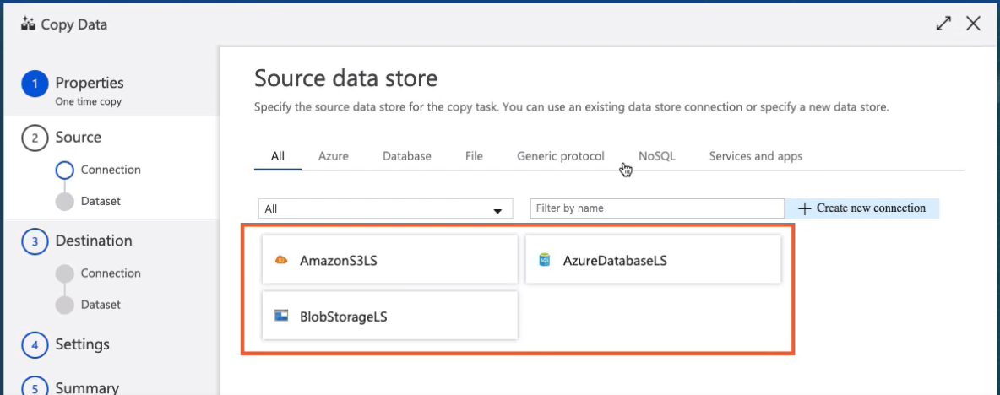 Copy Data
1 Properties
One time copy
2 Source
Connection
Dataset
3 Destination
Connection
Dataset
4 Settings
5 Summary
Source data store
Specify the source data store for the copy task. You can use an existing data store connection or specify a new data store.
All Azure Database File Generic protocol NoSQL Services and apps
All Filter by name + Create new connection
AmazonS3LS SQL AzureDatabaseLS
BlobStorageLS